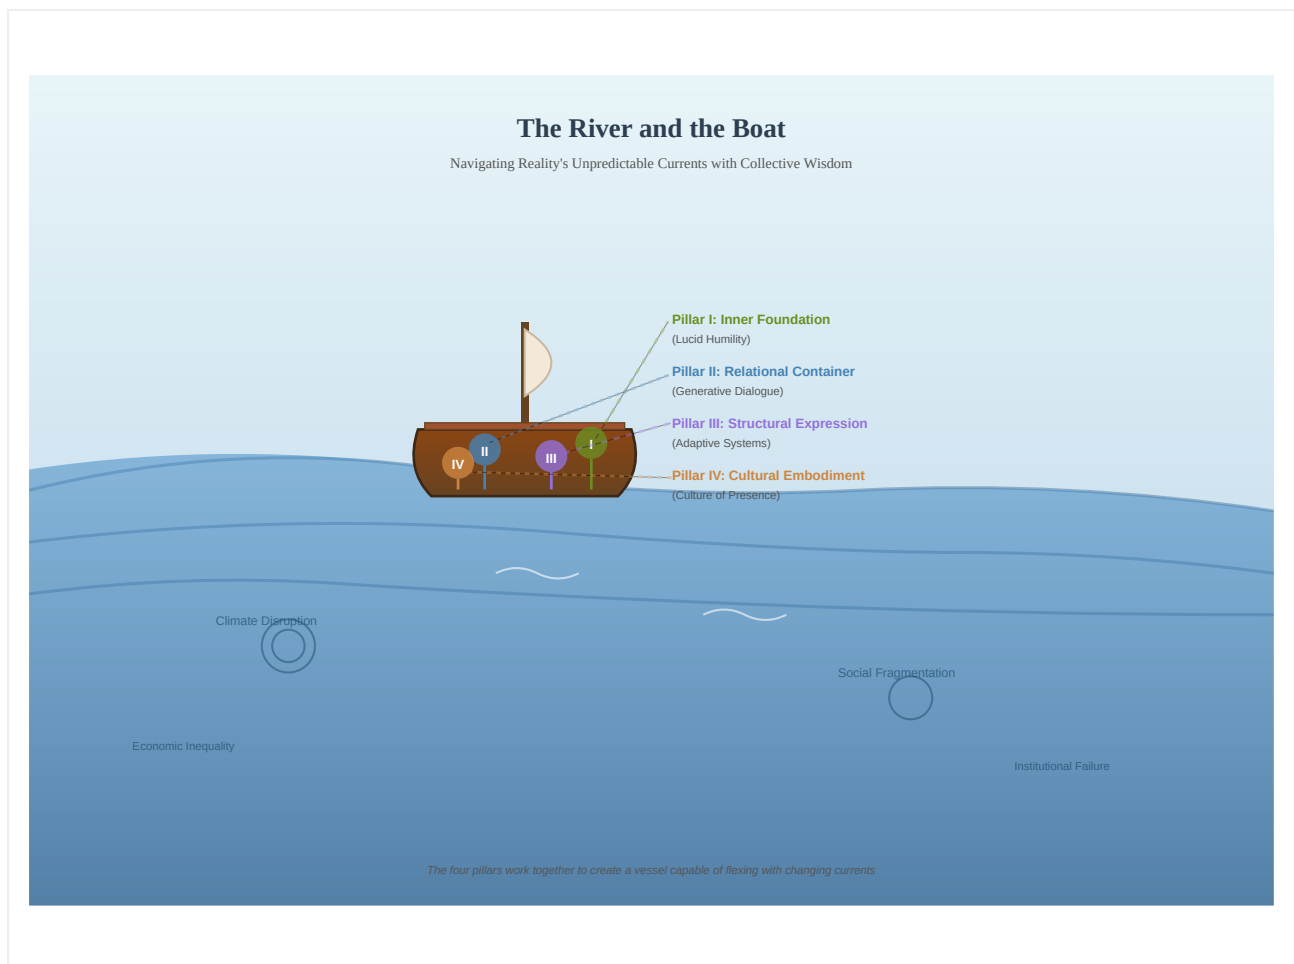 The River and the Boat
Navigating Reality's Unpredictable Currents with Collective Wisdom
Pillar I: Inner Foundation
(Lucid Humility)
Pillar II: Relational Container
(Generative Dialogue)
Pillar III: Structural Expression
(Adaptive Systems)
Pillar IV: Cultural Embodiment
(Culture of Presence)
I
II
III
IV
Climate Disruption
Social Fragmentation
Economic Inequality
Institutional Failure
The four pillars work together to create a vessel capable of flexing with changing currents